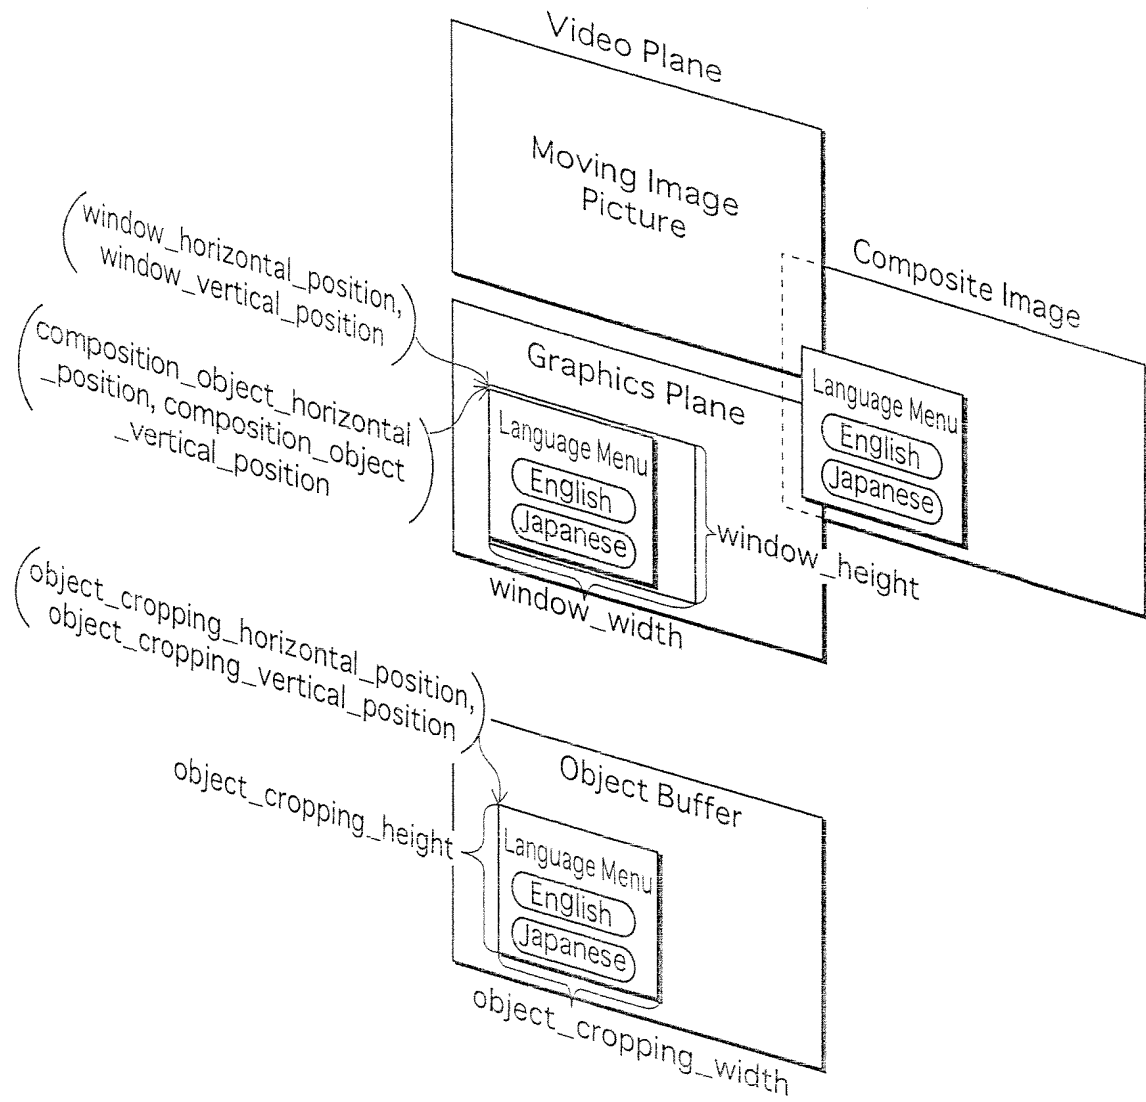 Video Plane
Moving Image
Picture
window_horizontal_position,
window_vertical_position
Composite Image
composition_object_horizontal
_position, composition_object
_vertical_position
Graphics Plane
Language Menu
English
Japanese
Language Menu
English
Japanese
window_height
window_width
object_cropping_horizontal_position,
object_cropping_vertical_position
Object Buffer
object_cropping_height
Language Menu
English
Japanese
object_cropping_width